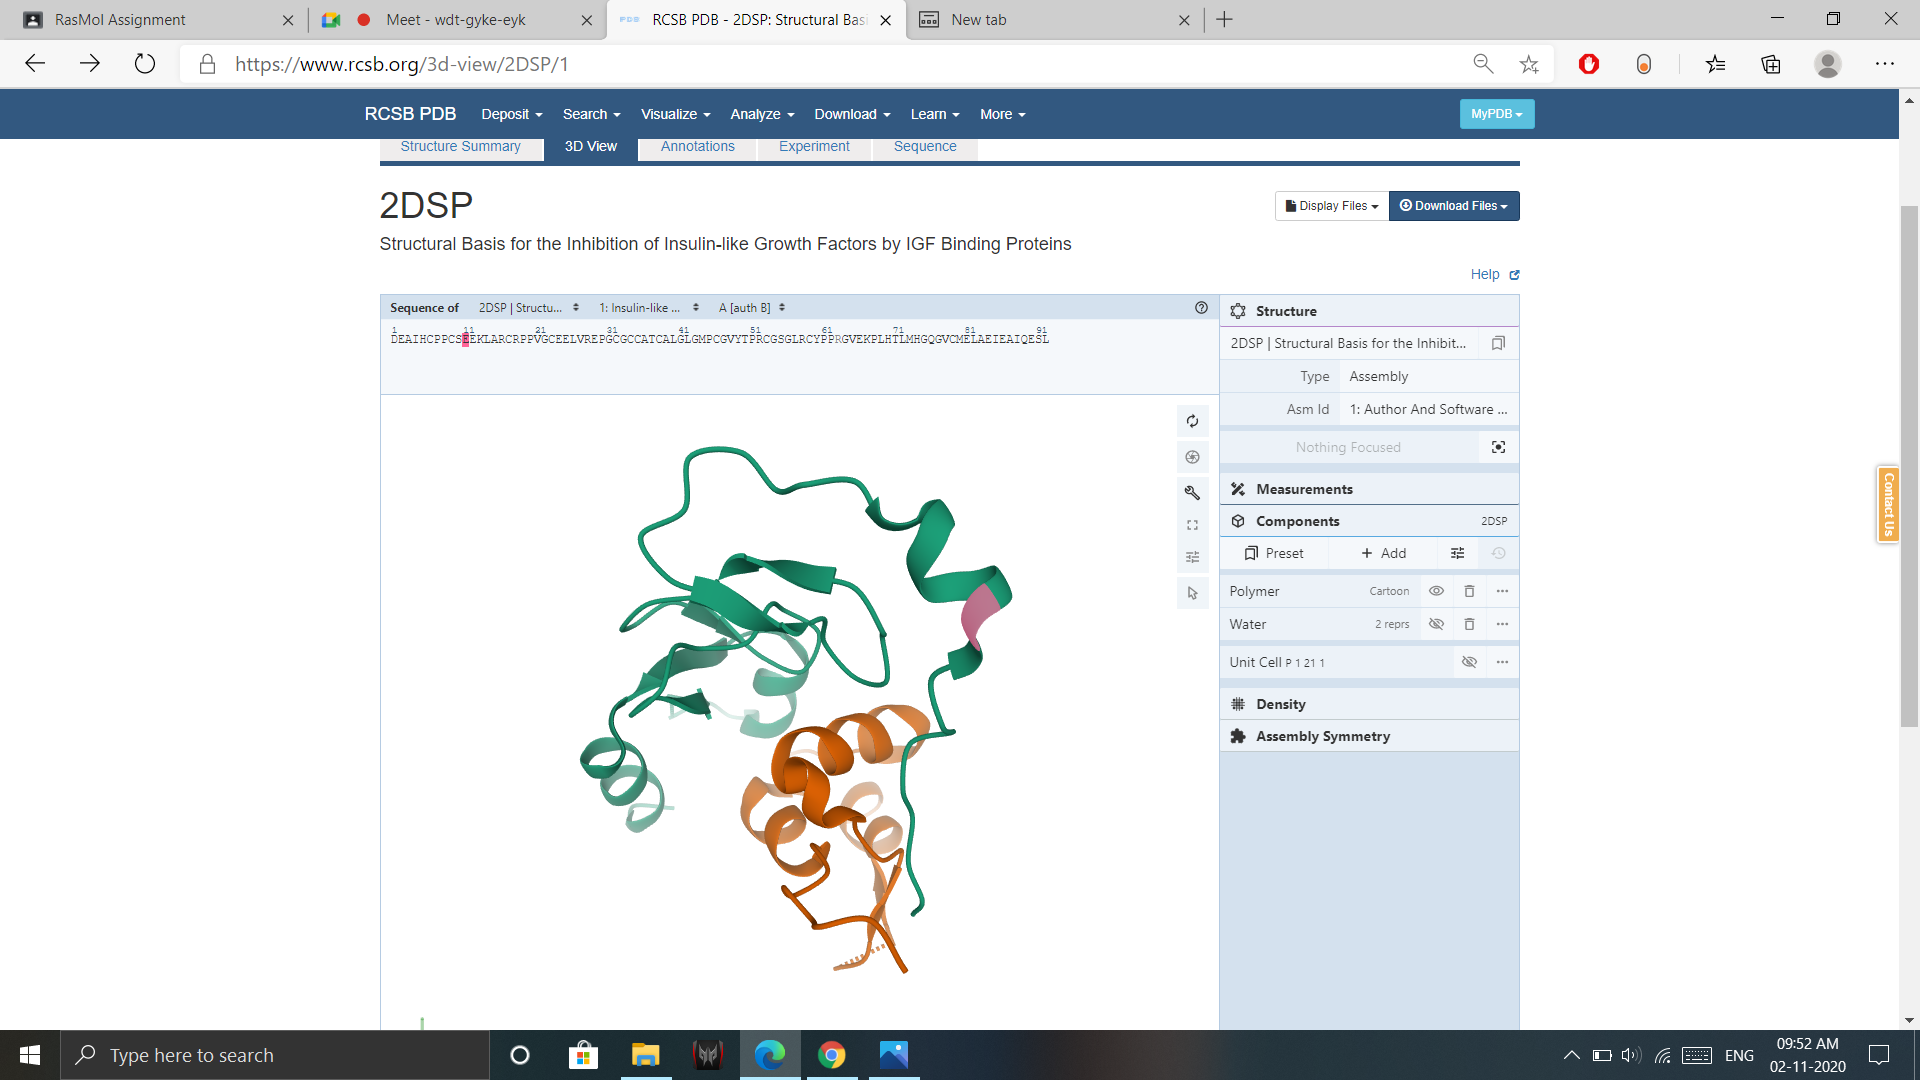 RasMol Assignment
Meet - wdt-gyke-eyk
RCSB PDB - 2DSP: Structural Bas
New tab
https://www.rcsb.org/3d-view/2DSP/1
RCSB PDB Deposit Search Visualize Analyze Download Learn More MyPDB
Structure Summary 3D View Annotations Experiment Sequence
2DSP
Display Files Download Files
Structural Basis for the Inhibition of Insulin-like Growth Factors by IGF Binding Proteins
Help
Sequence of 2DSP | Structu... 1: Insulin-like ... A [auth B]
1 11 21 31 41 51 61 71 81 91
DEAIHCPPCSEEKLARCRPPVGCEELVREPGCGCCATCALGLGMPCGVYTPRCGSGLRCYPPRGVEKPLHTLMHGQGVCMELAEIEAIQESL
Structure
2DSP | Structural Basis for the Inhibit...
Type Assembly
Asm Id 1: Author And Software ...
Nothing Focused
Measurements
Components 2DSP
Preset + Add
Polymer Cartoon
Water 2 reprs
Unit Cell P 1 21 1
Density
Assembly Symmetry
Contact Us
Type here to search
ENG
09:52 AM
02-11-2020